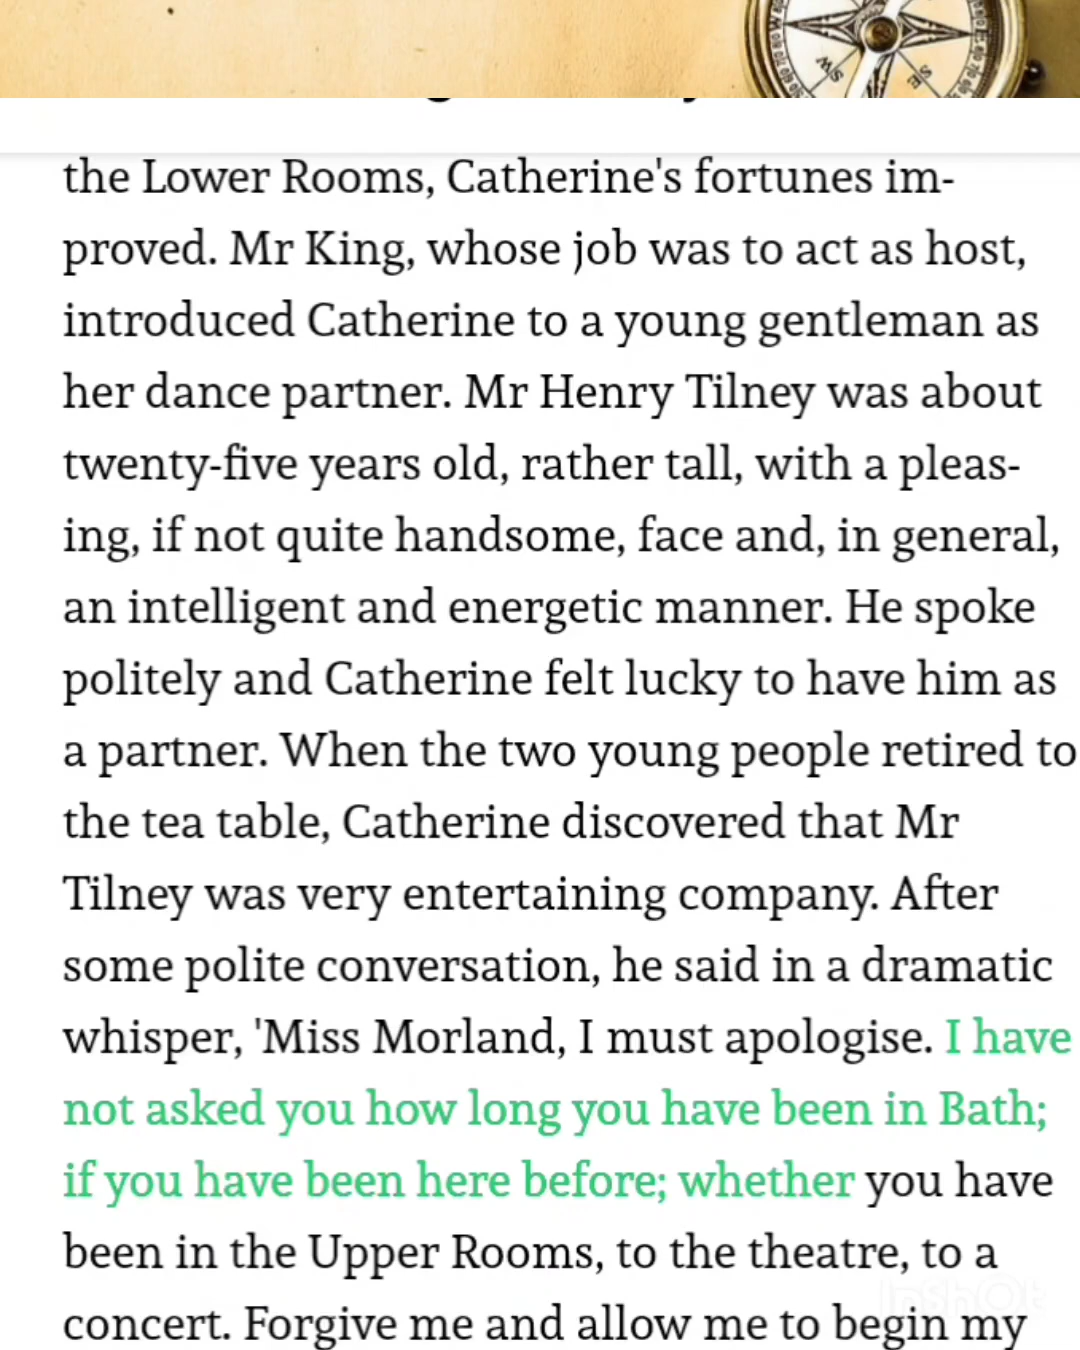 SW
SE
the Lower Rooms, Catherine's fortunes im-
proved. Mr King, whose job was to act as host,
introduced Catherine to a young gentleman as
her dance partner. Mr Henry Tilney was about
twenty-five years old, rather tall, with a pleas-
ing, if not quite handsome, face and, in general,
an intelligent and energetic manner. He spoke
politely and Catherine felt lucky to have him as
a partner. When the two young people retired to
the tea table, Catherine discovered that Mr
Tilney was very entertaining company. After
some polite conversation, he said in a dramatic
whisper, 'Miss Morland, I must apologise. I have
not asked you how long you have been in Bath;
if you have been here before; whether you have
been in the Upper Rooms, to the theatre, to a
concert. Forgive me and allow me to begin my
InShOt